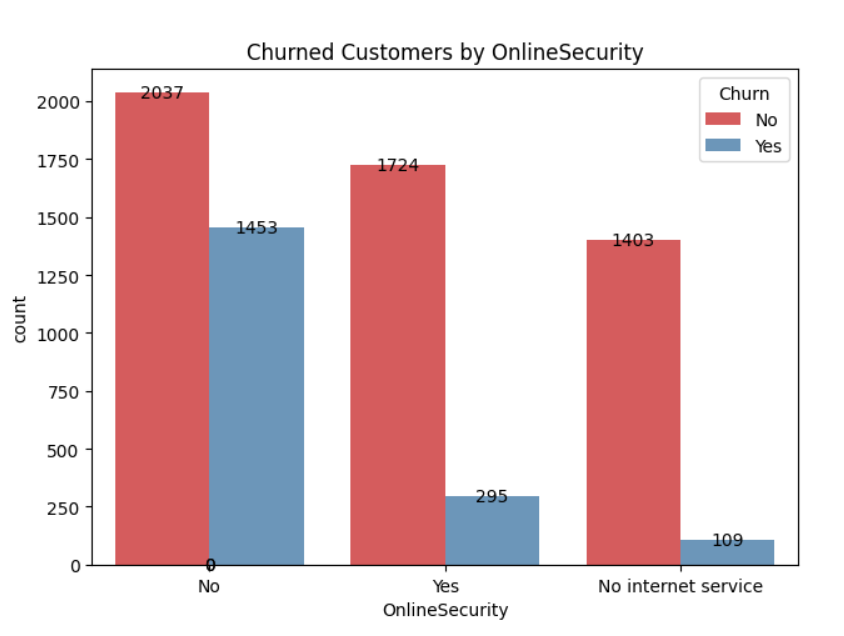 Churned Customers by OnlineSecurity
Churn
No
Yes
count
2000
1750
1500
1250
1000
750
500
250
0
2037
1453
0
1724
295
1403
109
No
Yes
No internet service
OnlineSecurity